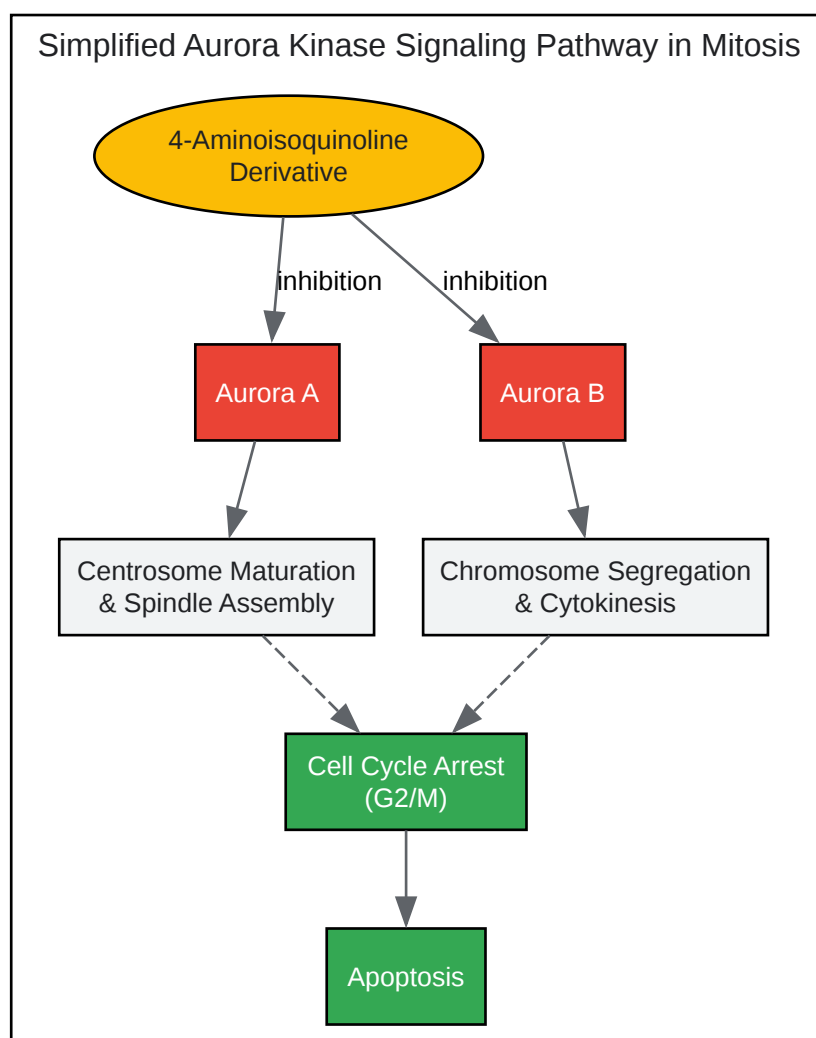 Simplified Aurora Kinase Signaling Pathway in Mitosis
4-Aminoisoquinoline
Derivative
inhibition
inhibition
Aurora A
Aurora B
Centrosome Maturation
& Spindle Assembly
Chromosome Segregation
& Cytokinesis
Cell Cycle Arrest
(G2/M)
Apoptosis